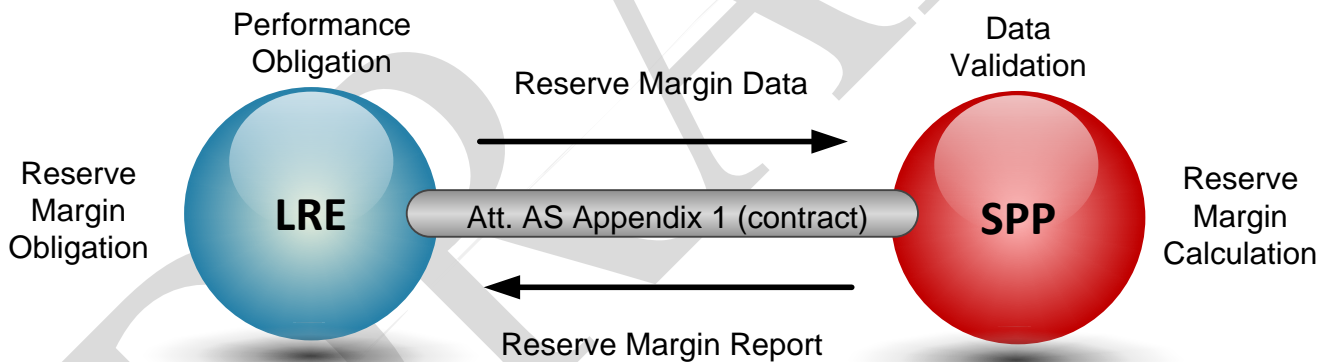 Performance
Obligation
Data
Validation
Reserve Margin Data
Reserve
Margin
Obligation
LRE
Att. AS Appendix 1 (contract)
SPP
Reserve
Margin
Calculation
Reserve Margin Report